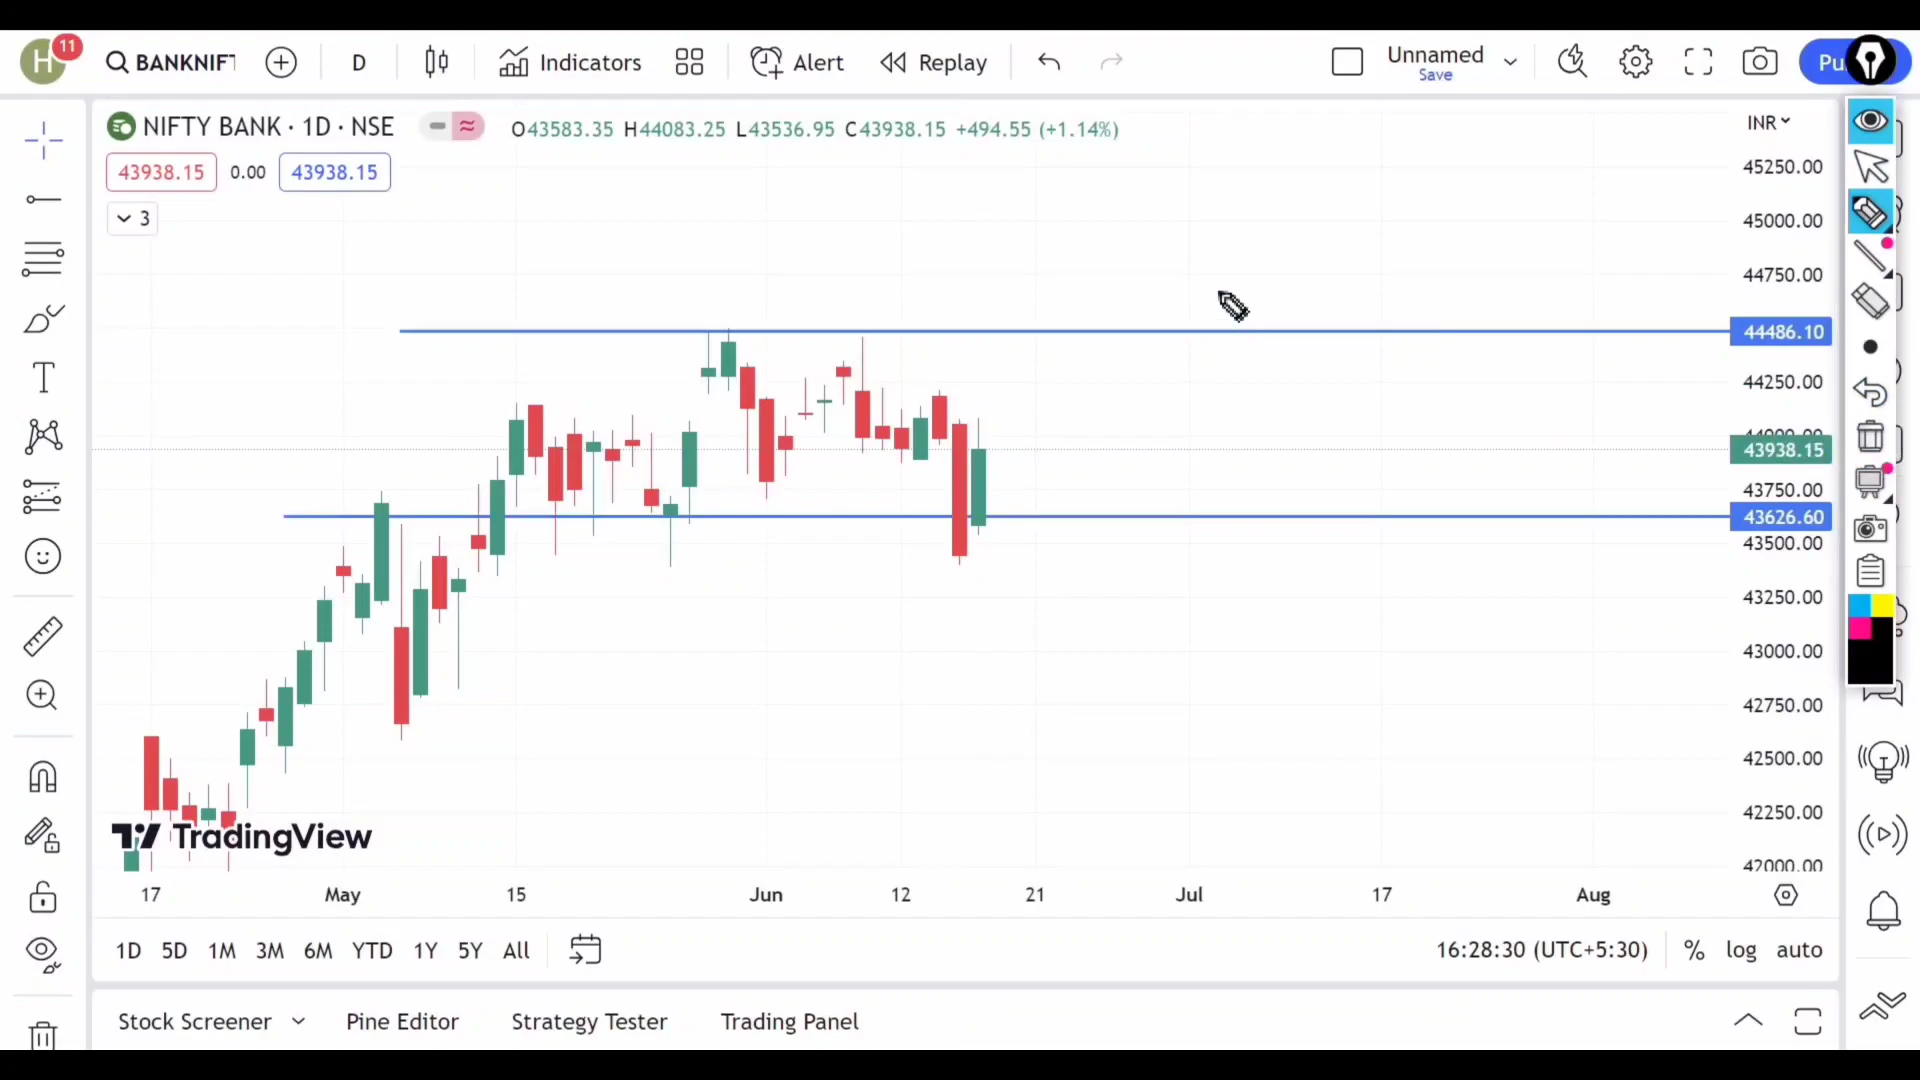 H 11 BANKNIFT D Indicators Alert Replay Unnamed Save Pu
NIFTY BANK · 1D · NSE O43583.35 H44083.25 L43536.95 C43938.15 +494.55 (+1.14%) INR
43938.15 0.00 43938.15
3
45250.00
45000.00
44750.00
44486.10
44250.00
44000.00
43938.15
43750.00
43626.60
43500.00
43250.00
43000.00
42750.00
42500.00
42250.00
42000.00
TradingView
17 May 15 Jun 12 21 Jul 17 Aug
1D 5D 1M 3M 6M YTD 1Y 5Y All 16:28:30 (UTC+5:30) % log auto
Stock Screener Pine Editor Strategy Tester Trading Panel